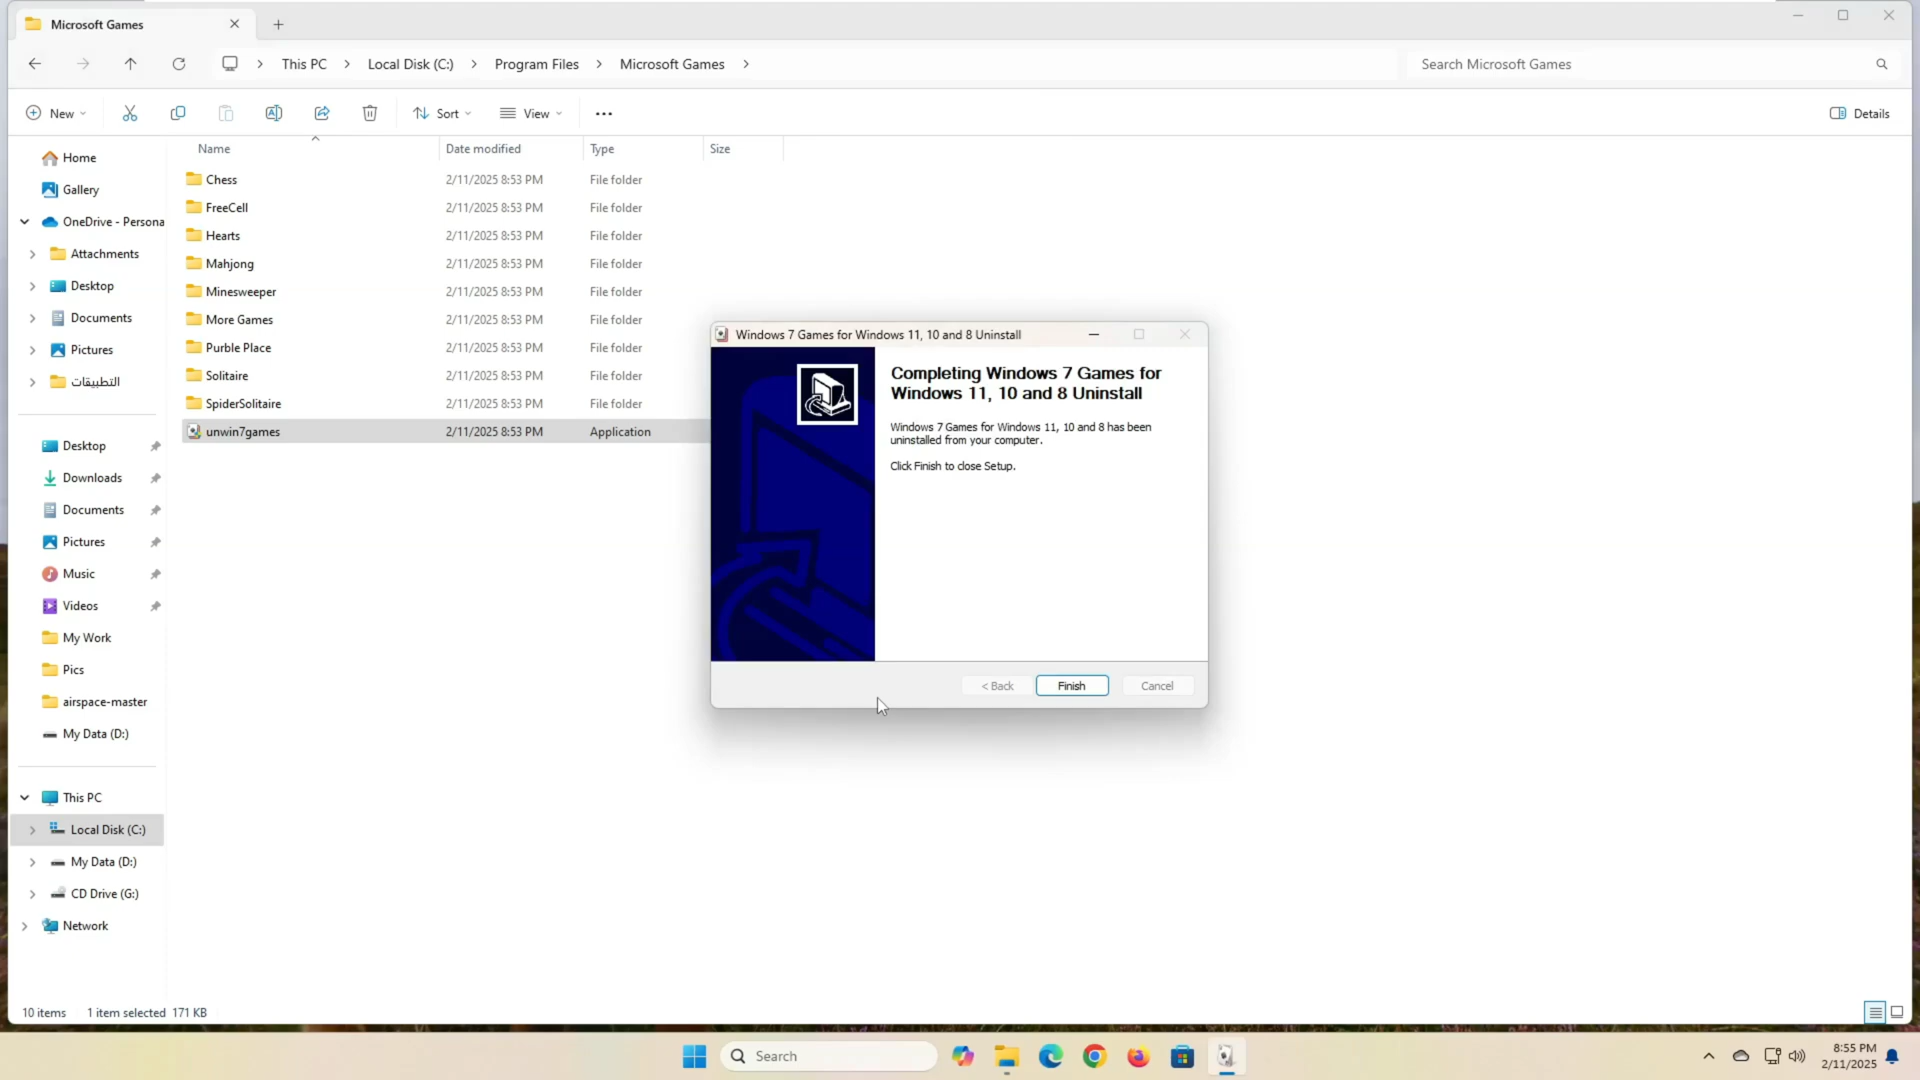 Microsoft Games
This PC
Local Disk (C:)
Program Files
Microsoft Games
Search Microsoft Games
New
Sort
View
Details
Name
Date modified
Type
Size
Home
Gallery
OneDrive - Persona
Attachments
Desktop
Documents
Pictures
التطبيقات
Desktop
Downloads
Documents
Pictures
Music
Videos
My Work
Pics
airspace-master
My Data (D:)
This PC
Local Disk (C:)
My Data (D:)
CD Drive (G:)
Network
Chess 2/11/2025 8:53 PM File folder
FreeCell 2/11/2025 8:53 PM File folder
Hearts 2/11/2025 8:53 PM File folder
Mahjong 2/11/2025 8:53 PM File folder
Minesweeper 2/11/2025 8:53 PM File folder
More Games 2/11/2025 8:53 PM File folder
Purble Place 2/11/2025 8:53 PM File folder
Solitaire 2/11/2025 8:53 PM File folder
SpiderSolitaire 2/11/2025 8:53 PM File folder
unwin7games 2/11/2025 8:53 PM Application
Windows 7 Games for Windows 11, 10 and 8 Uninstall
Completing Windows 7 Games for
Windows 11, 10 and 8 Uninstall
Windows 7 Games for Windows 11, 10 and 8 has been
uninstalled from your computer.
Click Finish to close Setup.
< Back
Finish
Cancel
10 items
1 item selected 171 KB
Search
8:55 PM
2/11/2025